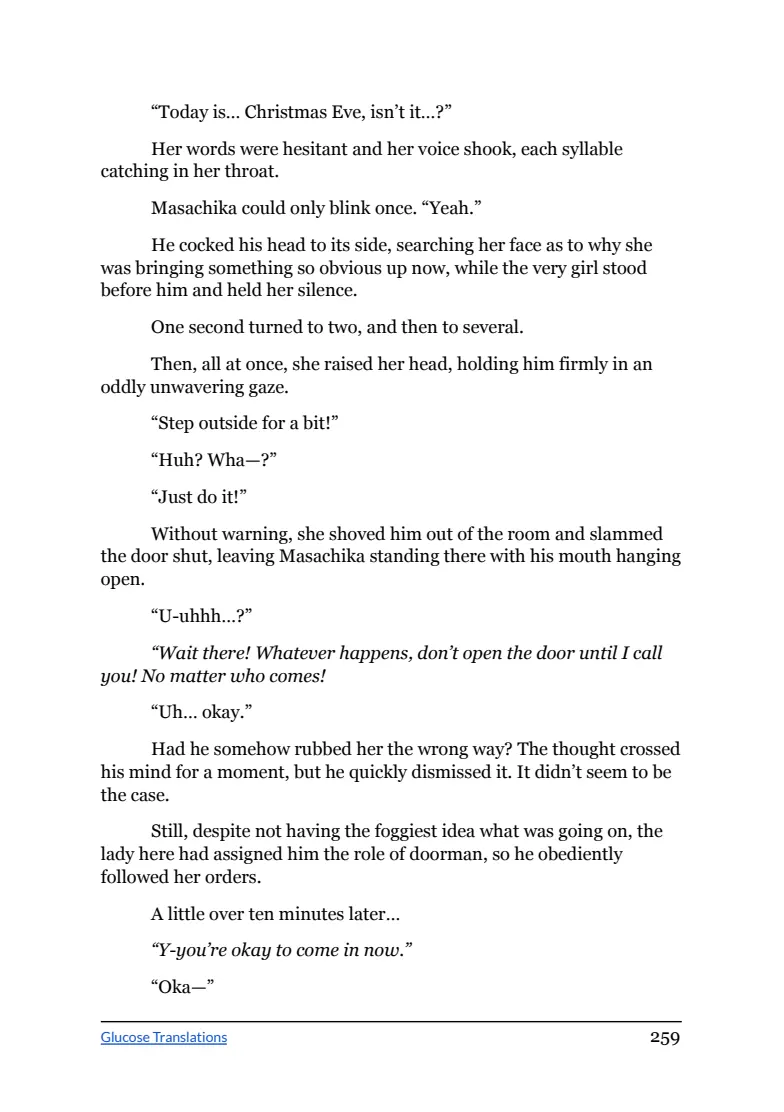 “Today is… Christmas Eve, isn’t it…?”
Her words were hesitant and her voice shook, each syllable
catching in her throat.
Masachika could only blink once. “Yeah.”
He cocked his head to its side, searching her face as to why she
was bringing something so obvious up now, while the very girl stood
before him and held her silence.
One second turned to two, and then to several.
Then, all at once, she raised her head, holding him firmly in an
oddly unwavering gaze.
“Step outside for a bit!”
“Huh? Wha—?”
“Just do it!”
Without warning, she shoved him out of the room and slammed
the door shut, leaving Masachika standing there with his mouth hanging
open.
“U-uhhh…?”
“Wait there! Whatever happens, don’t open the door until I call
you! No matter who comes!
“Uh… okay.”
Had he somehow rubbed her the wrong way? The thought crossed
his mind for a moment, but he quickly dismissed it. It didn’t seem to be
the case.
Still, despite not having the foggiest idea what was going on, the
lady here had assigned him the role of doorman, so he obediently
followed her orders.
A little over ten minutes later…
“Y-you’re okay to come in now.”
“Oka—”
Glucose Translations 259